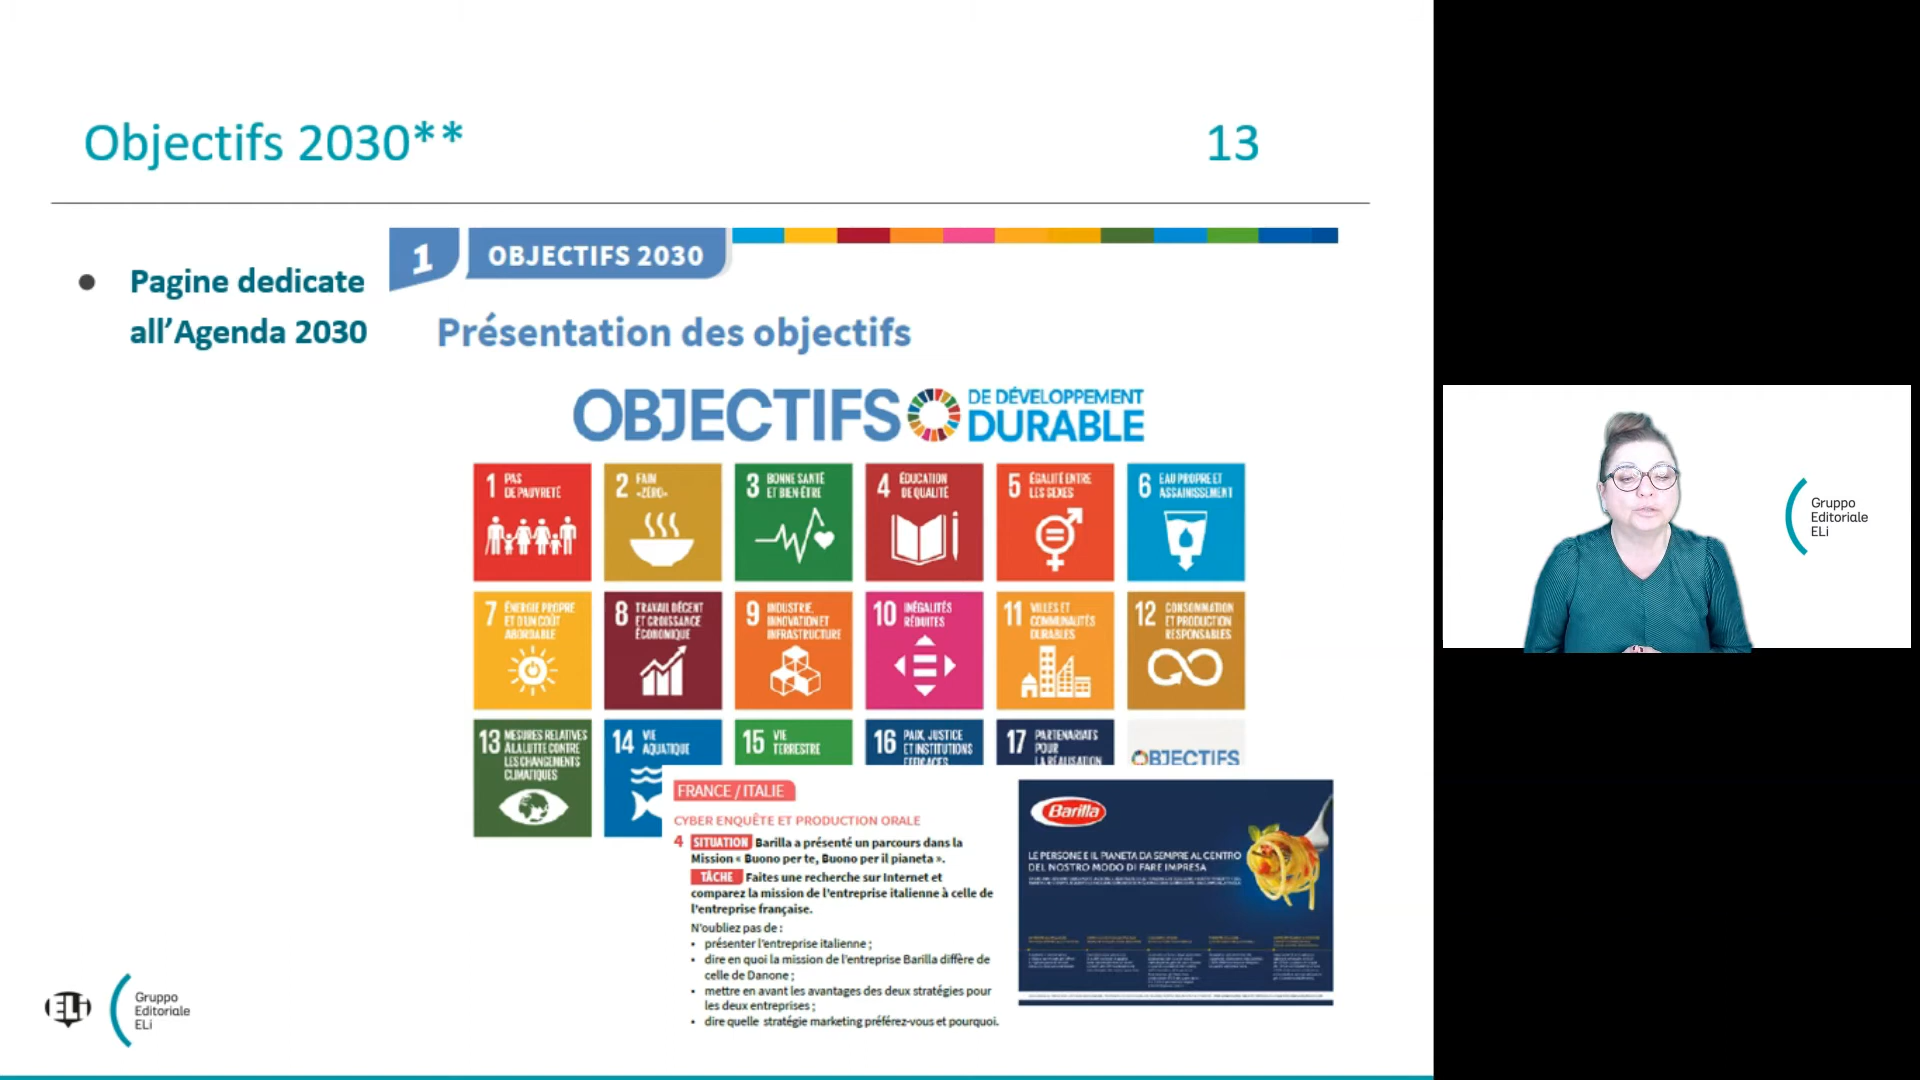 Objectifs 2030**
13
● Pagine dedicate
all’Agenda 2030
1
OBJECTIFS 2030
Présentation des objectifs
OBJECTIFS
DE DÉVELOPPEMENT
DURABLE
1 PAS
DE PAUVRETÉ
2 FAIM
«ZÉRO»
3 BONNE SANTÉ
ET BIEN-ÊTRE
4 ÉDUCATION
DE QUALITÉ
5 ÉGALITÉ ENTRE
LES SEXES
6 EAU PROPRE ET
ASSAINISSEMENT
7 ÉNERGIE PROPRE
ET D'UN COÛT
ABORDABLE
8 TRAVAIL DÉCENT
ET CROISSANCE
ÉCONOMIQUE
9 INDUSTRIE,
INNOVATION ET
INFRASTRUCTURE
10 INÉGALITÉS
RÉDUITES
11 VILLES ET
COMMUNAUTÉS
DURABLES
12 CONSOMMATION
ET PRODUCTION
RESPONSABLES
13 MESURES RELATIVES
À LA LUTTE CONTRE
LES CHANGEMENTS
CLIMATIQUES
14 VIE
AQUATIQUE
15 VIE
TERRESTRE
16 PAIX, JUSTICE
ET INSTITUTIONS
EFFICACES
17 PARTENARIATS
POUR
LA RÉALISATION
OBJECTIFS
FRANCE / ITALIE
CYBER ENQUÊTE ET PRODUCTION ORALE
4 SITUATION Barilla a présenté un parcours dans la
Mission « Buono per te, Buono per il pianeta ».
TÂCHE Faites une recherche sur Internet et
comparez la mission de l'entreprise italienne à celle de
l'entreprise française.
N'oubliez pas de :
• présenter l'entreprise italienne ;
• dire en quoi la mission de l'entreprise Barilla diffère de
celle de Danone ;
• mettre en avant les avantages des deux stratégies pour
les deux entreprises ;
• dire quelle stratégie marketing préférez-vous et pourquoi.
Barilla
LE PERSONE E IL PIANETA DA SEMPRE AL CENTRO
DEL NOSTRO MODO DI FARE IMPRESA
ELI
Gruppo
Editoriale
ELi
Gruppo
Editoriale
ELi